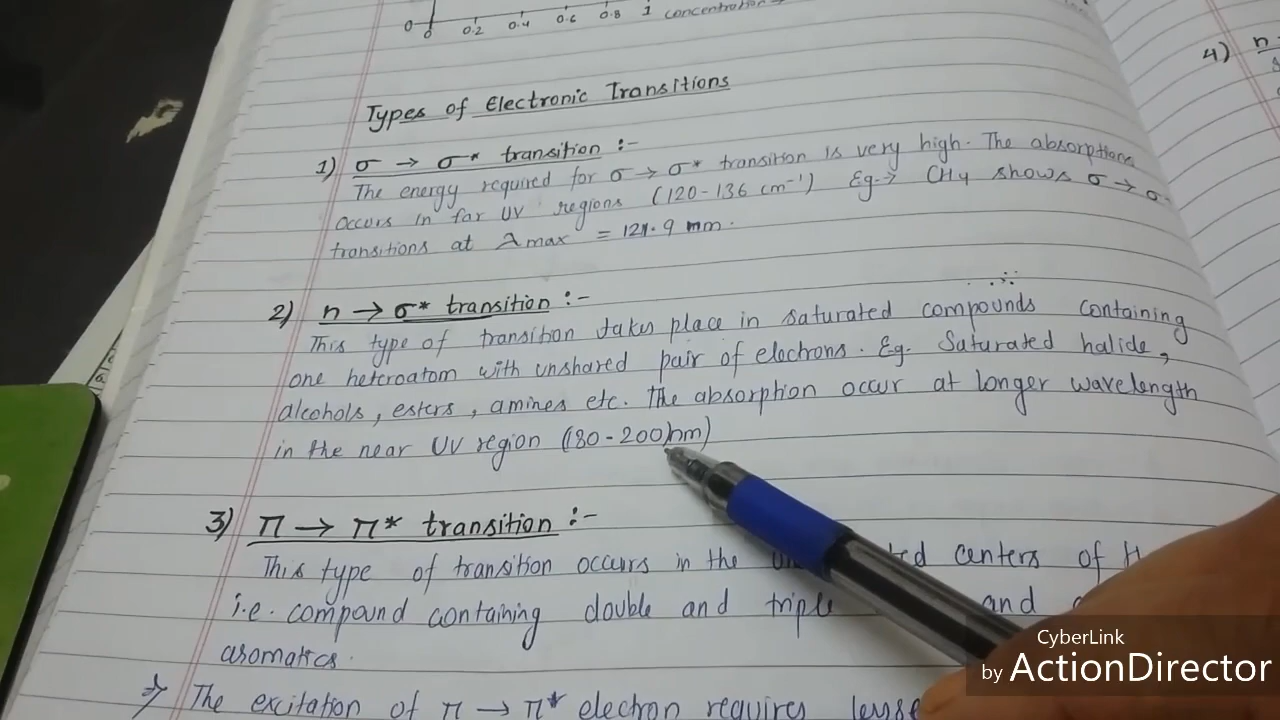 0 0.2 0.4 0.6 0.8 1 concentration
0
4) n
Types of Electronic Transitions
1) σ → σ* transition :-
The energy required for σ → σ* transition is very high. The absorptions
occurs in far UV regions (120-136 cm⁻¹) Eg:→ CH4 shows σ → σ
transitions at λmax = 121.9 nm.
2) n → σ* transition :-
This type of transition takes place in saturated compounds containing
one heteroatom with unshared pair of electrons. Eg. Saturated halide,
alcohols, esters, amines etc. The absorption occur at longer wavelength
in the near UV region (180-200)nm)
3) π → π* transition :-
This type of transition occurs in the centers of
i.e. compound containing double and triple and
aromatics.
⇒ The excitation of π → π* electron requires
CyberLink
by ActionDirector